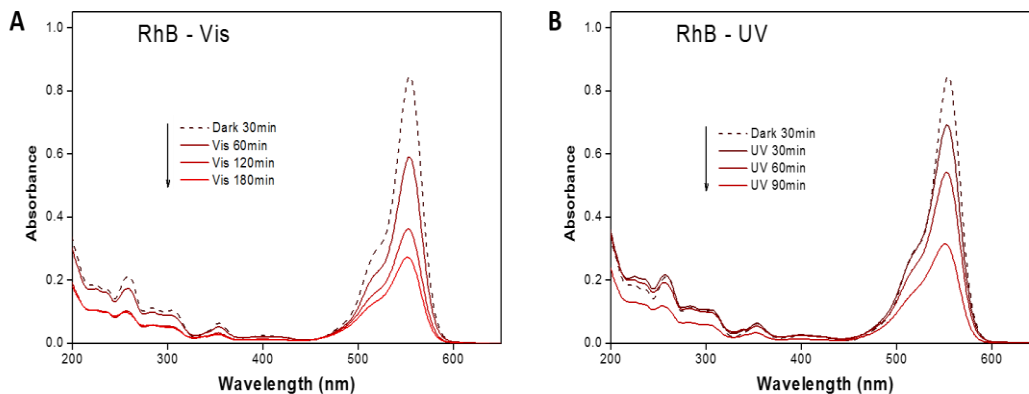 A
RhB - Vis
Absorbance
1.0
0.8
0.6
0.4
0.2
0.0
Dark 30min
Vis 60min
Vis 120min
Vis 180min
200
300
400
500
600
Wavelength (nm)
B
RhB - UV
Absorbance
1.0
0.8
0.6
0.4
0.2
0.0
Dark 30min
UV 30min
UV 60min
UV 90min
200
300
400
500
600
Wavelength (nm)